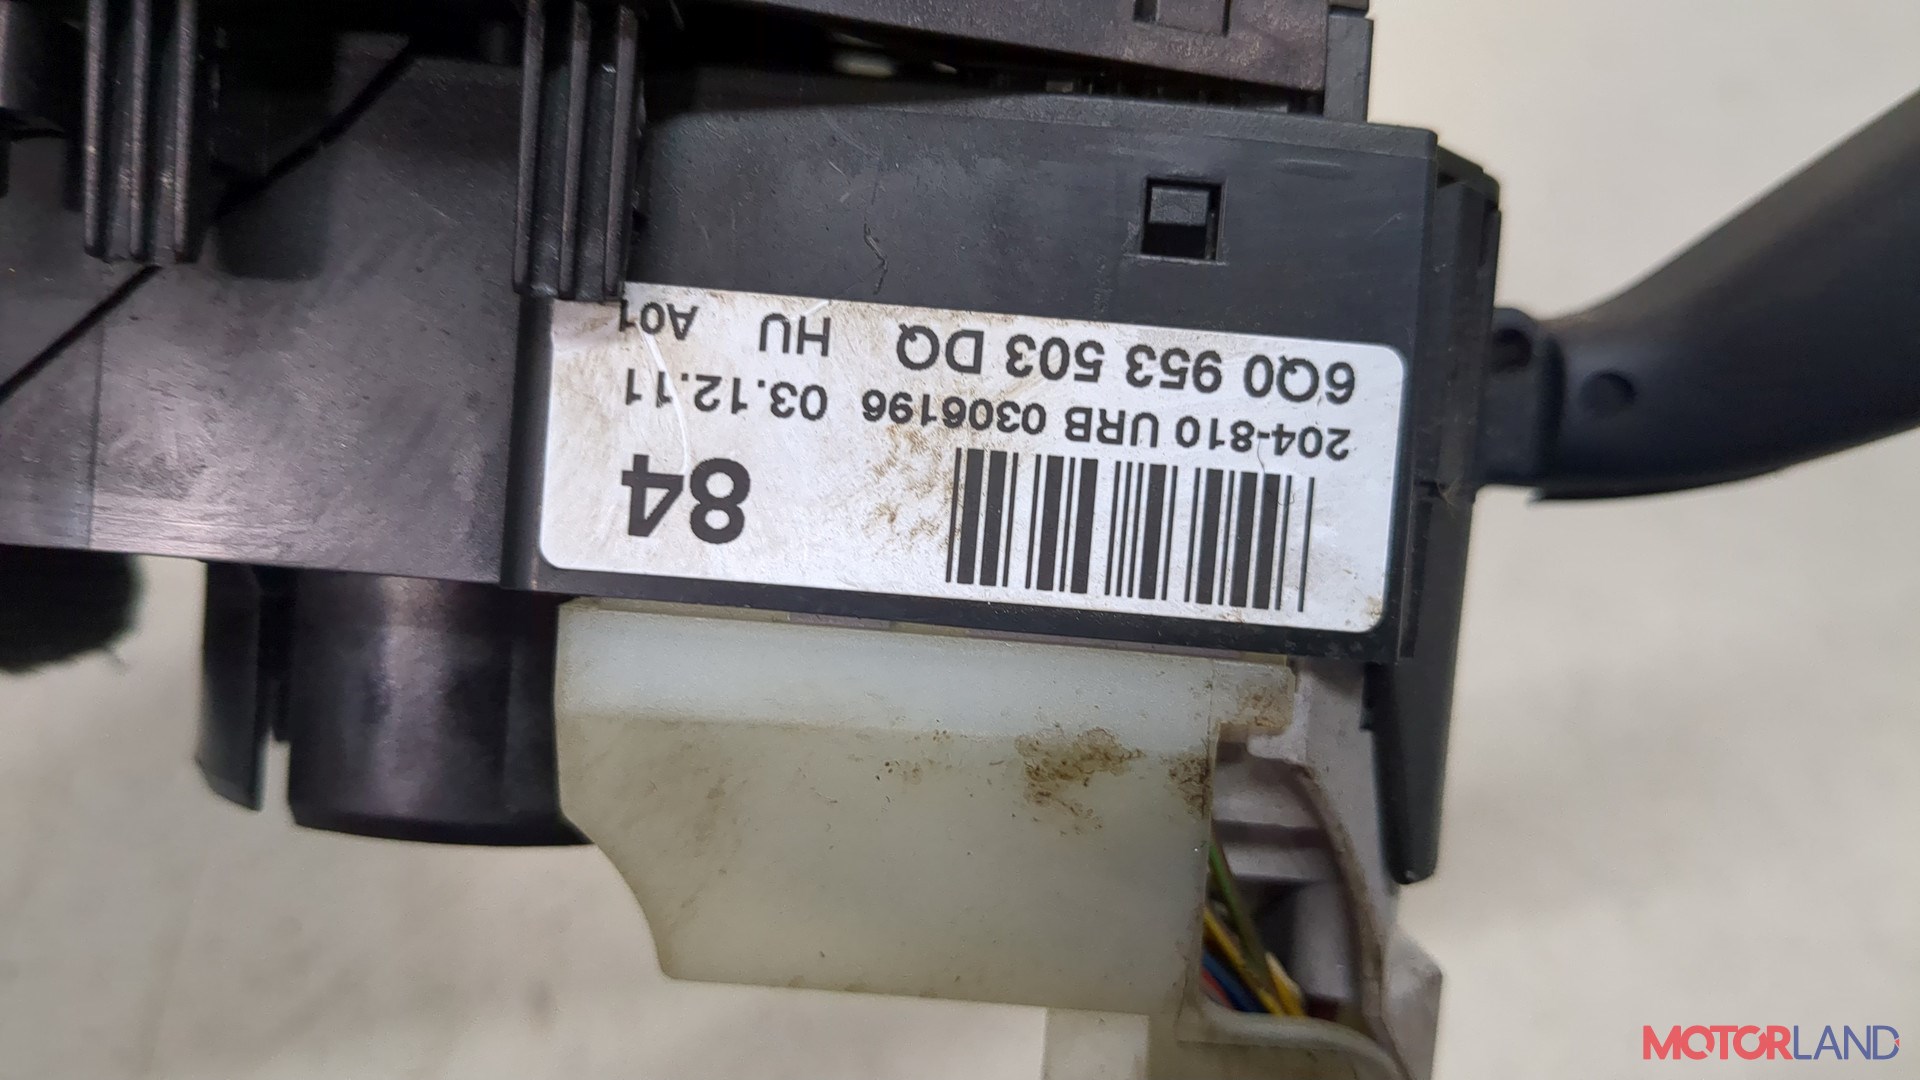 6Q0 953 503 DQ HU A01
204-810 URB 0306196 03.12.11
84
MOTORLAND